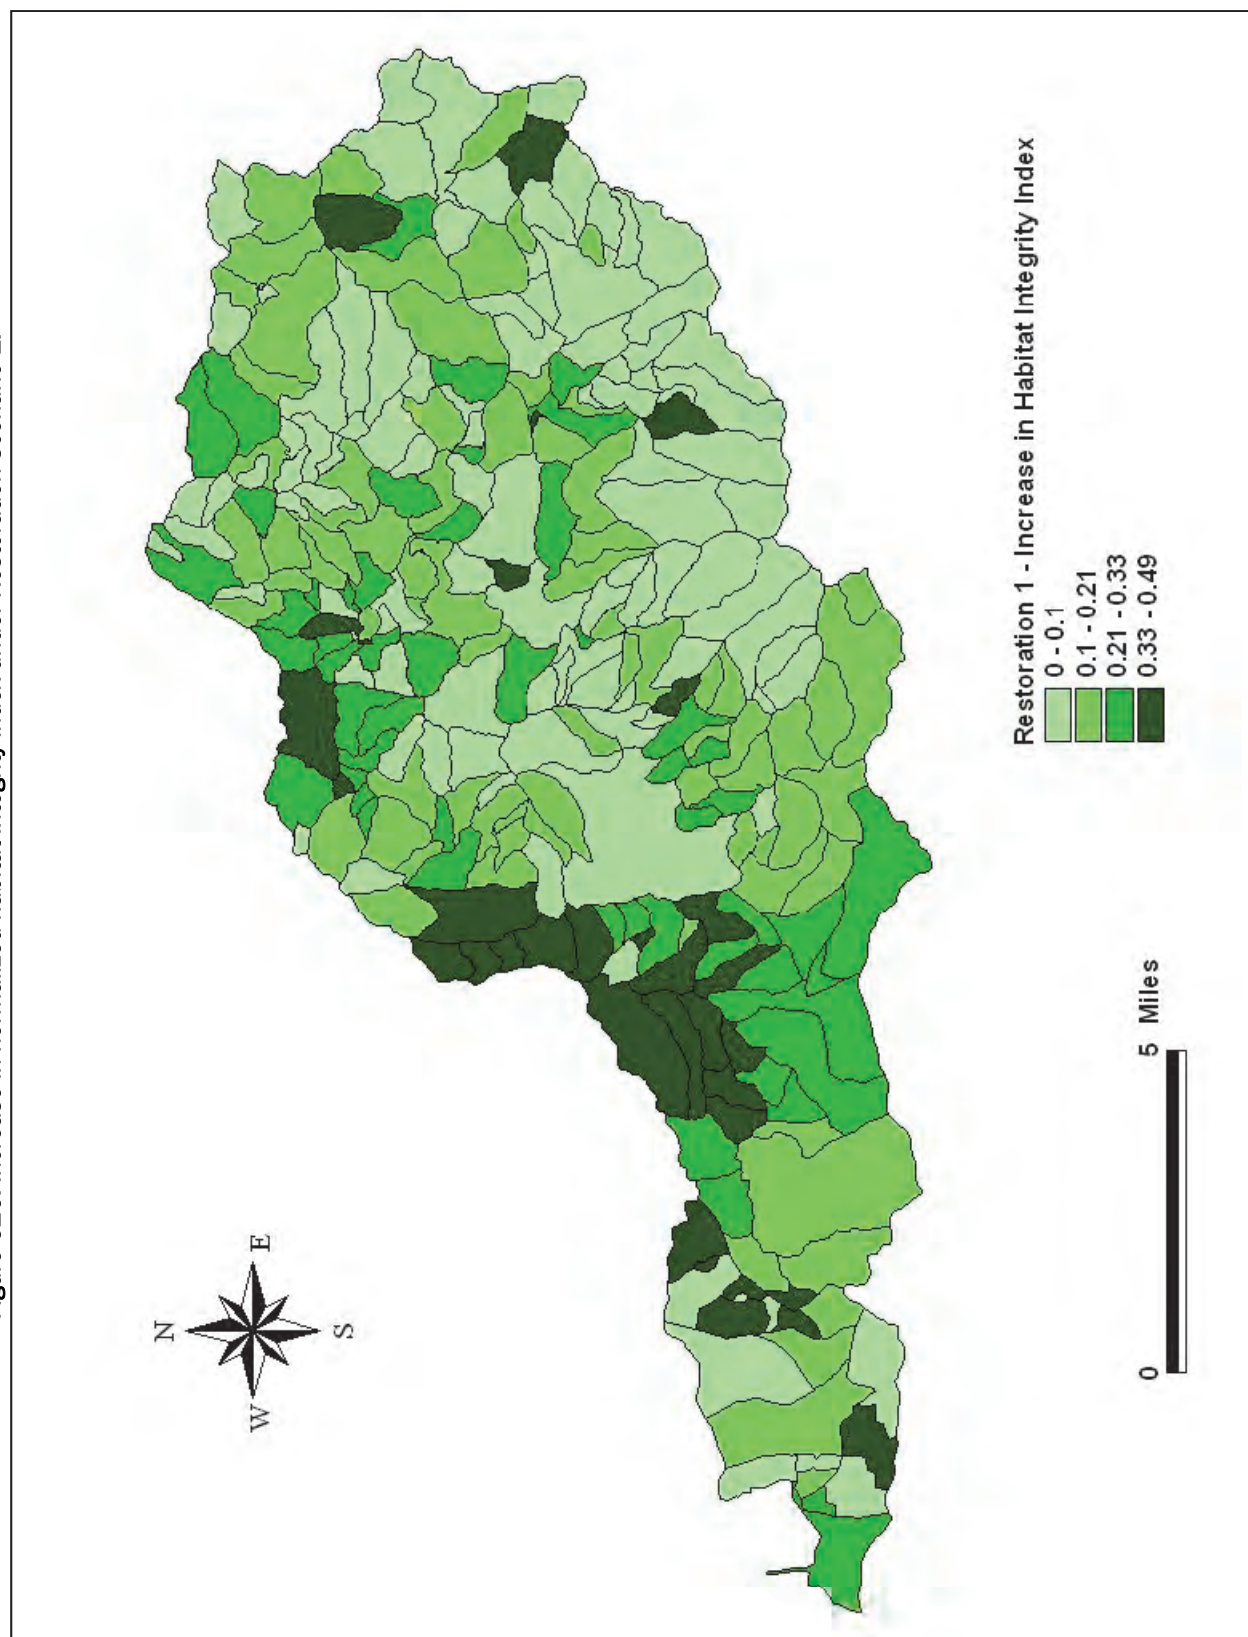 N
W E
S
Restoration 1 - Increase in Habitat Integrity Index
0 - 0.1
0.1 - 0.21
0.21 - 0.33
0.33 - 0.49
0 5 Miles